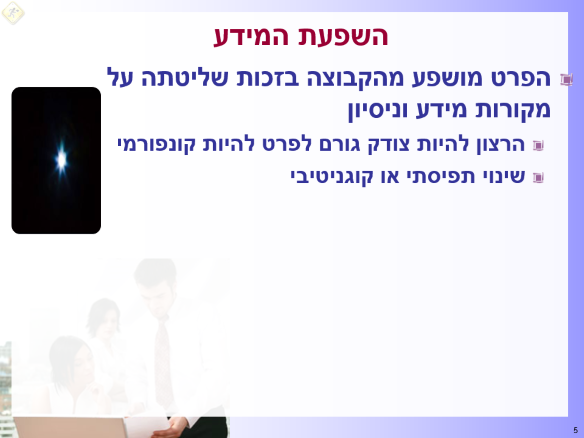 השפעת המידע
הפרט מושפע מהקבוצה בזכות שליטתה על
מקורות מידע וניסיון
הרצון להיות צודק גורם לפרט להיות קונפורמי
שינוי תפיסתי או קוגניטיבי
5